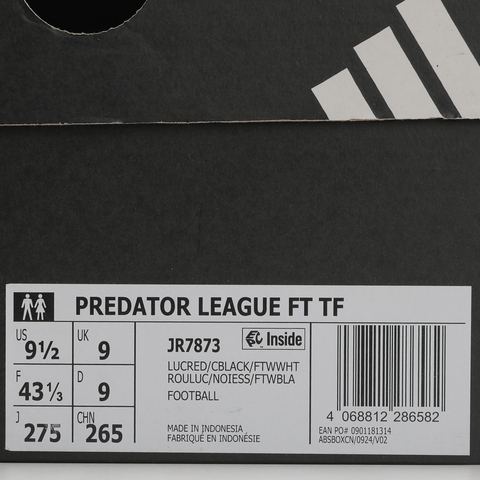 PREDATOR LEAGUE FT TF
US 9½ UK 9
F 43⅓ D 9
J 275 CHN 265
JR7873
Inside
LUCRED/CBLACK/FTWWHT
ROULUC/NOIESS/FTWBLA
FOOTBALL
MADE IN INDONESIA
FABRIQUÉ EN INDONÉSIE
4 068812 286582
EAN PO# 0901181314
ABSBOXCN/0924/V02